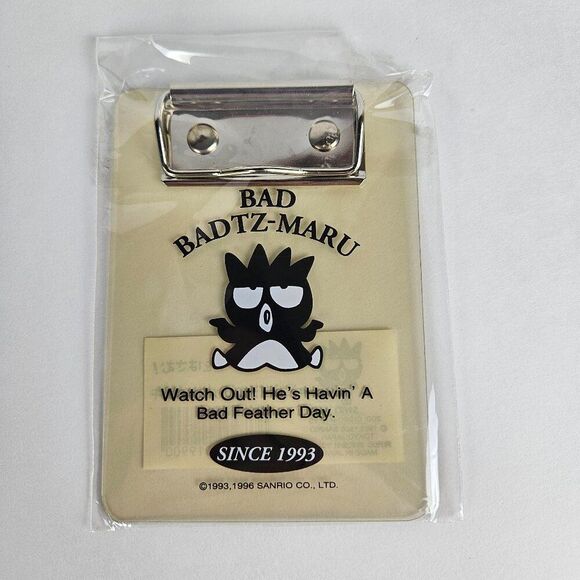 BAD
BADTZ-MARU
Watch Out! He's Havin' A
Bad Feather Day.
SINCE 1993
©1993,1996 SANRIO CO., LTD.